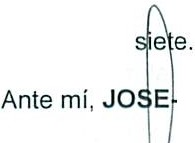 siete.
Ante mí, JOSE-